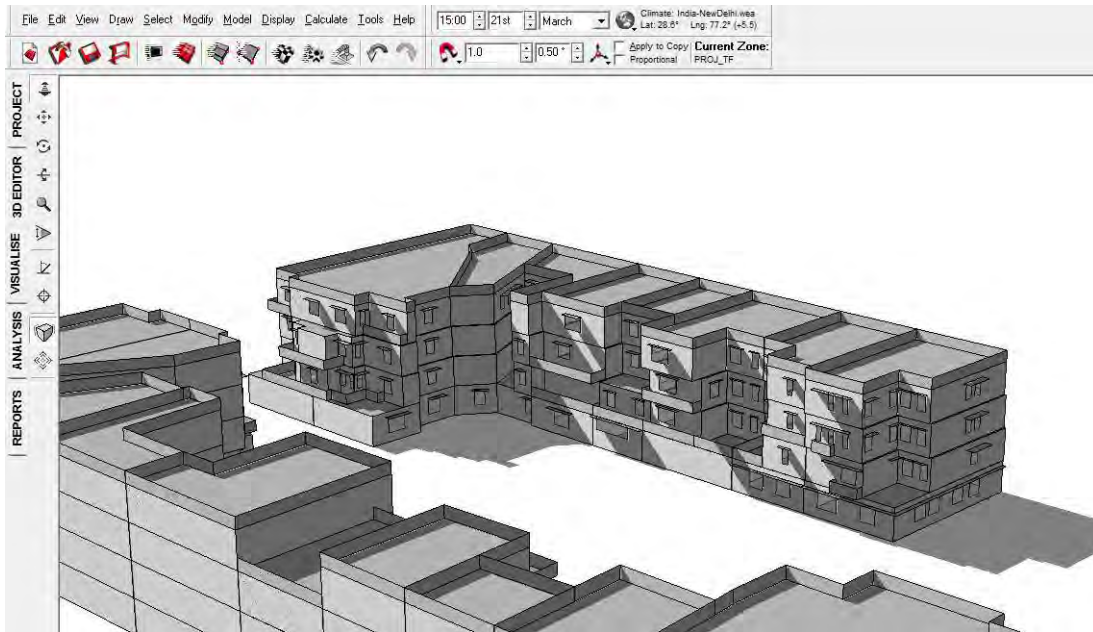 File Edit View Draw Select Modify Model Display Calculate Tools Help
15:00 21st March
Climate: India-NewDelhi.wea
Lat: 28.6° Lng: 77.2° (+5.5)
1.0 0.50° Apply to Copy
Proportional
Current Zone:
PROJ_TF
PROJECT
3D EDITOR
VISUALISE
ANALYSIS
REPORTS